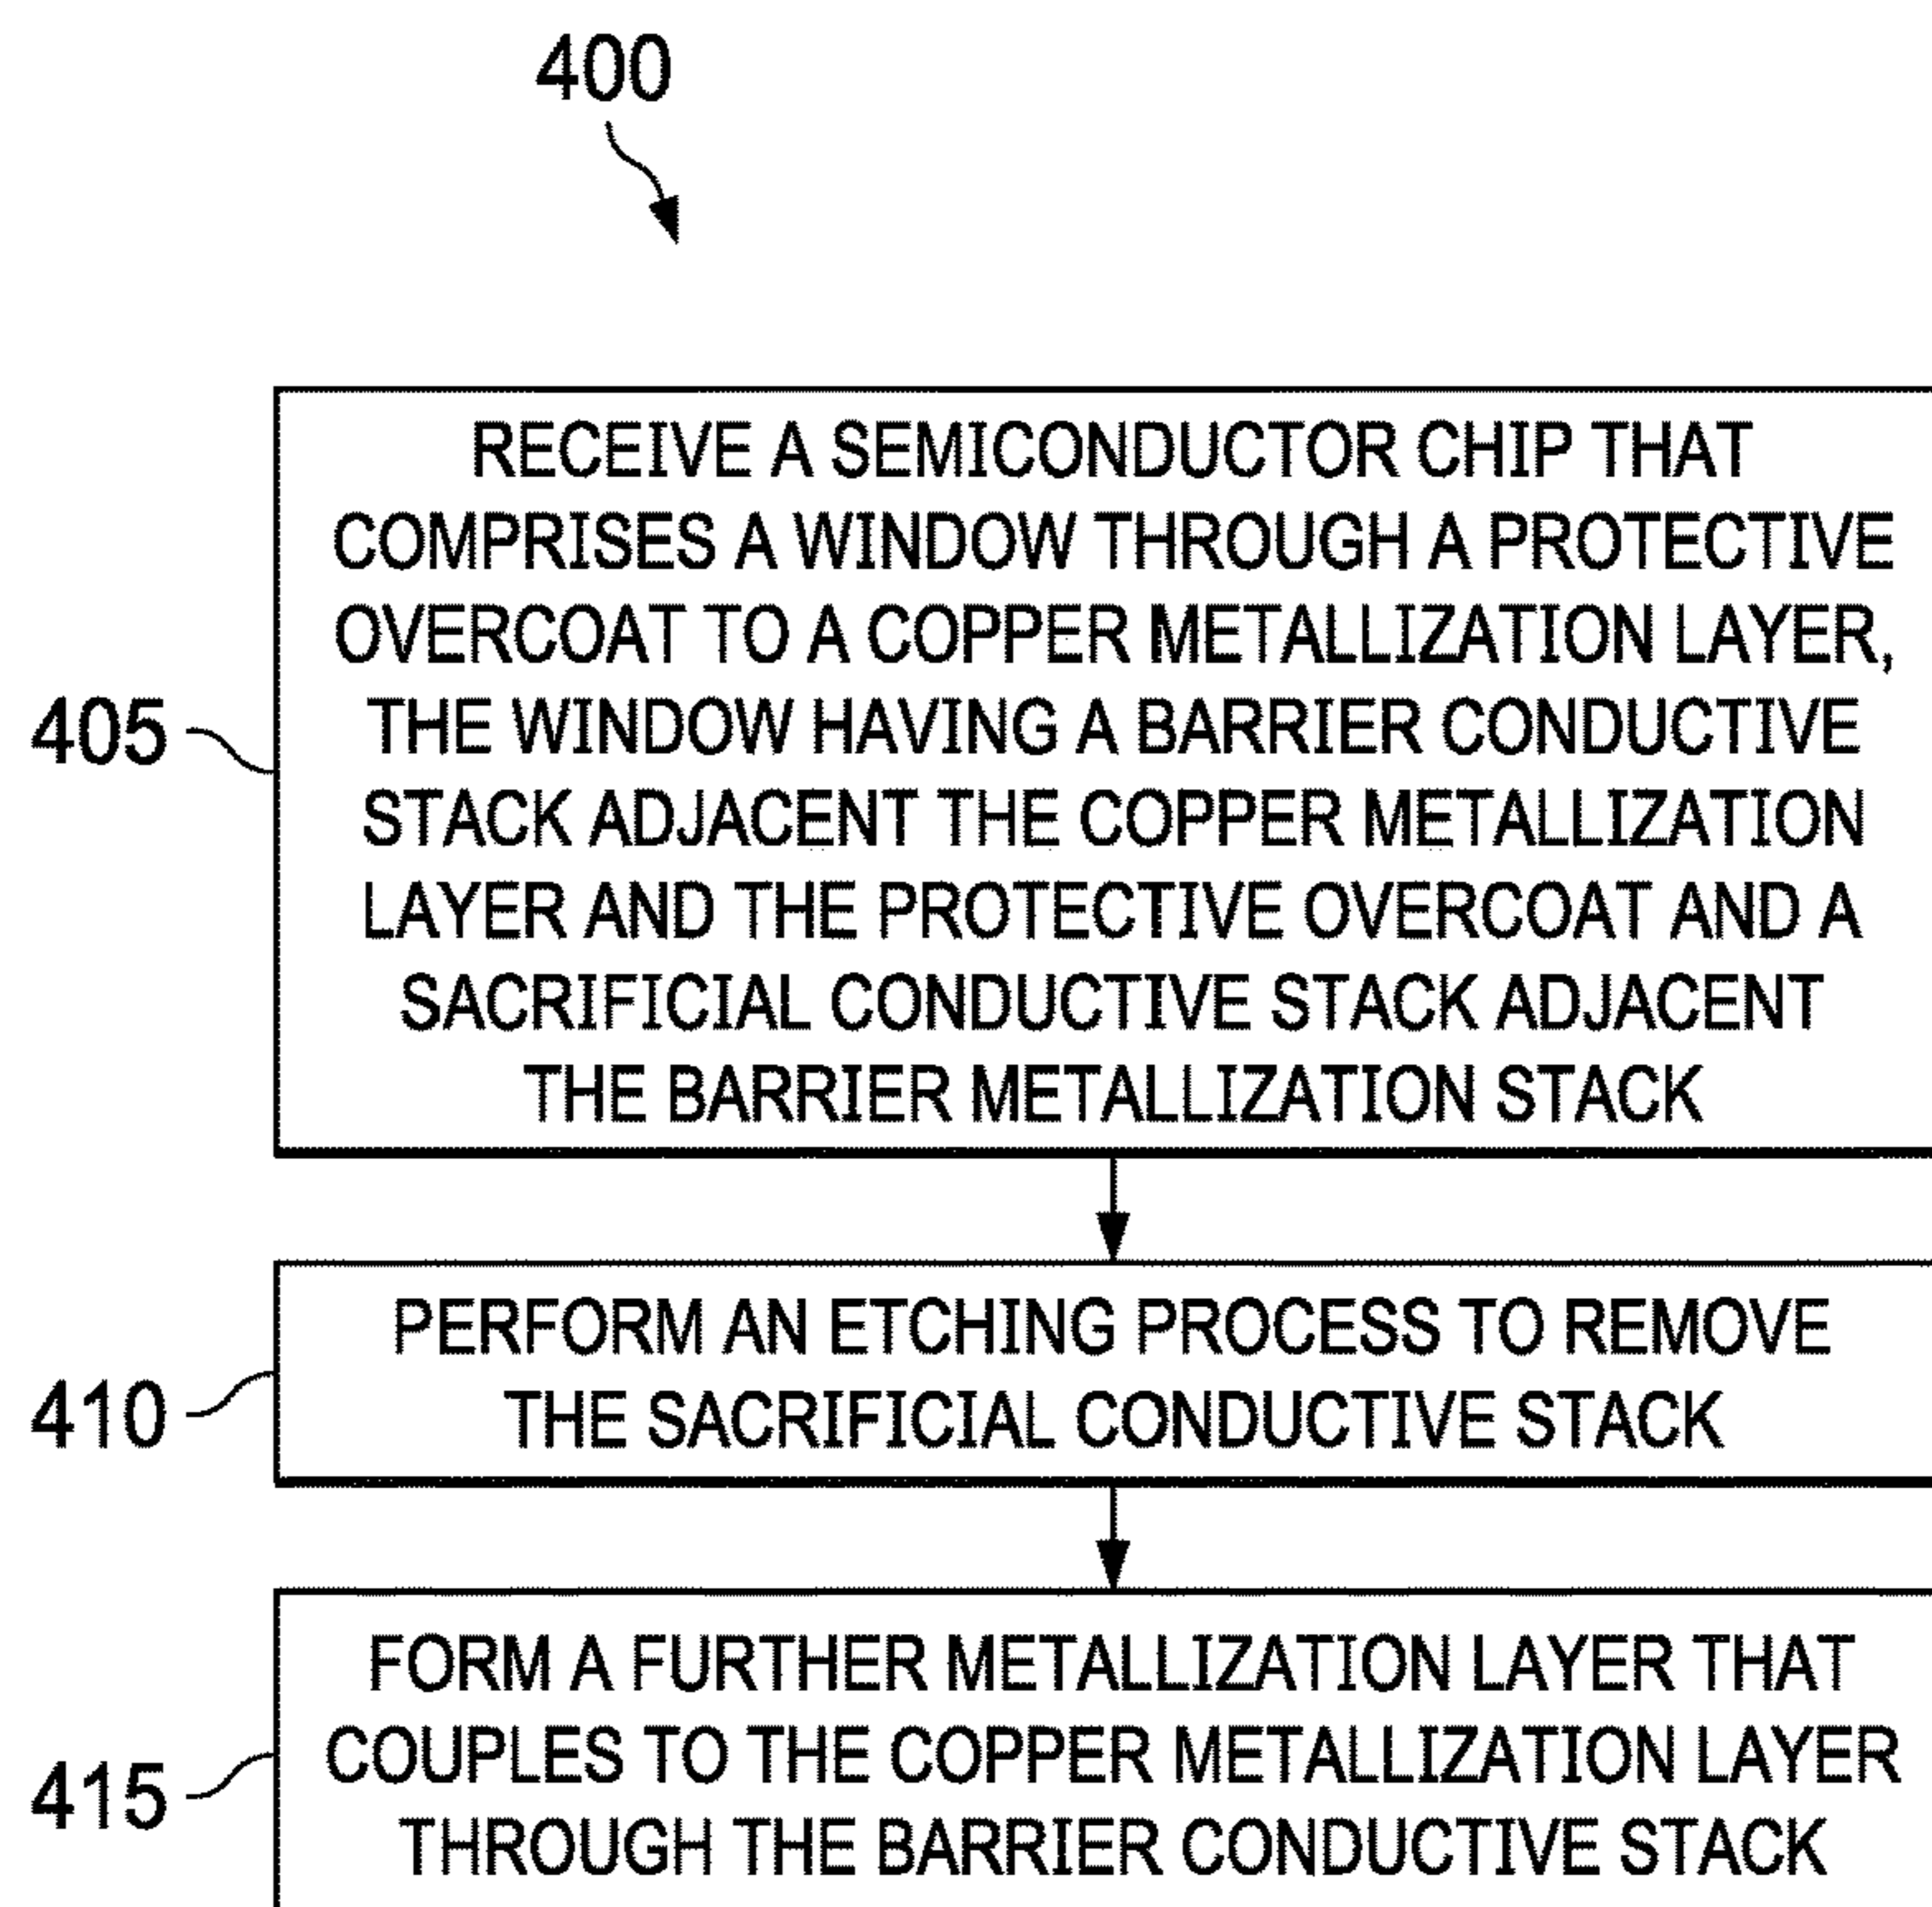 400
RECEIVE A SEMICONDUCTOR CHIP THAT
COMPRISES A WINDOW THROUGH A PROTECTIVE
OVERCOAT TO A COPPER METALLIZATION LAYER,
THE WINDOW HAVING A BARRIER CONDUCTIVE
405
STACK ADJACENT THE COPPER METALLIZATION
LAYER AND THE PROTECTIVE OVERCOAT AND A
SACRIFICIAL CONDUCTIVE STACK ADJACENT
THE BARRIER METALLIZATION STACK
PERFORM AN ETCHING PROCESS TO REMOVE
410
THE SACRIFICIAL CONDUCTIVE STACK
FORM A FURTHER METALLIZATION LAYER THAT
COUPLES TO THE COPPER METALLIZATION LAYER
415
THROUGH THE BARRIER CONDUCTIVE STACK